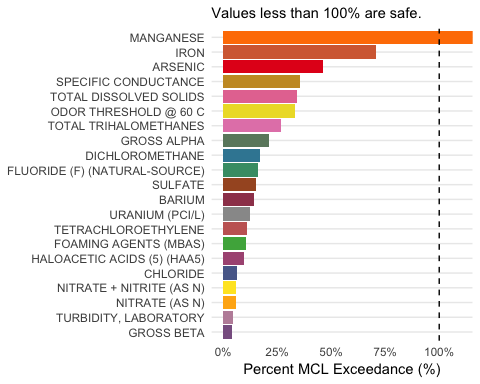 Values less than 100% are safe.
MANGANESE
IRON
ARSENIC
SPECIFIC CONDUCTANCE
TOTAL DISSOLVED SOLIDS
ODOR THRESHOLD @ 60 C
TOTAL TRIHALOMETHANES
GROSS ALPHA
DICHLOROMETHANE
FLUORIDE (F) (NATURAL-SOURCE)
SULFATE
BARIUM
URANIUM (PCI/L)
TETRACHLOROETHYLENE
FOAMING AGENTS (MBAS)
HALOACETIC ACIDS (5) (HAA5)
CHLORIDE
NITRATE + NITRITE (AS N)
NITRATE (AS N)
TURBIDITY, LABORATORY
GROSS BETA
0% 25% 50% 75% 100%
Percent MCL Exceedance (%)